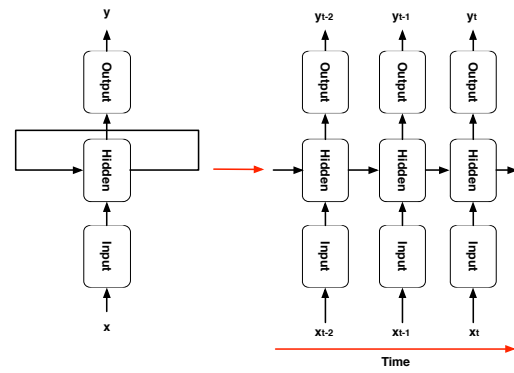 y
Output
Hidden
Input
x
yt-2 yt-1 yt
Output Output Output
Hidden Hidden Hidden
Input Input Input
xt-2 xt-1 xt
Time